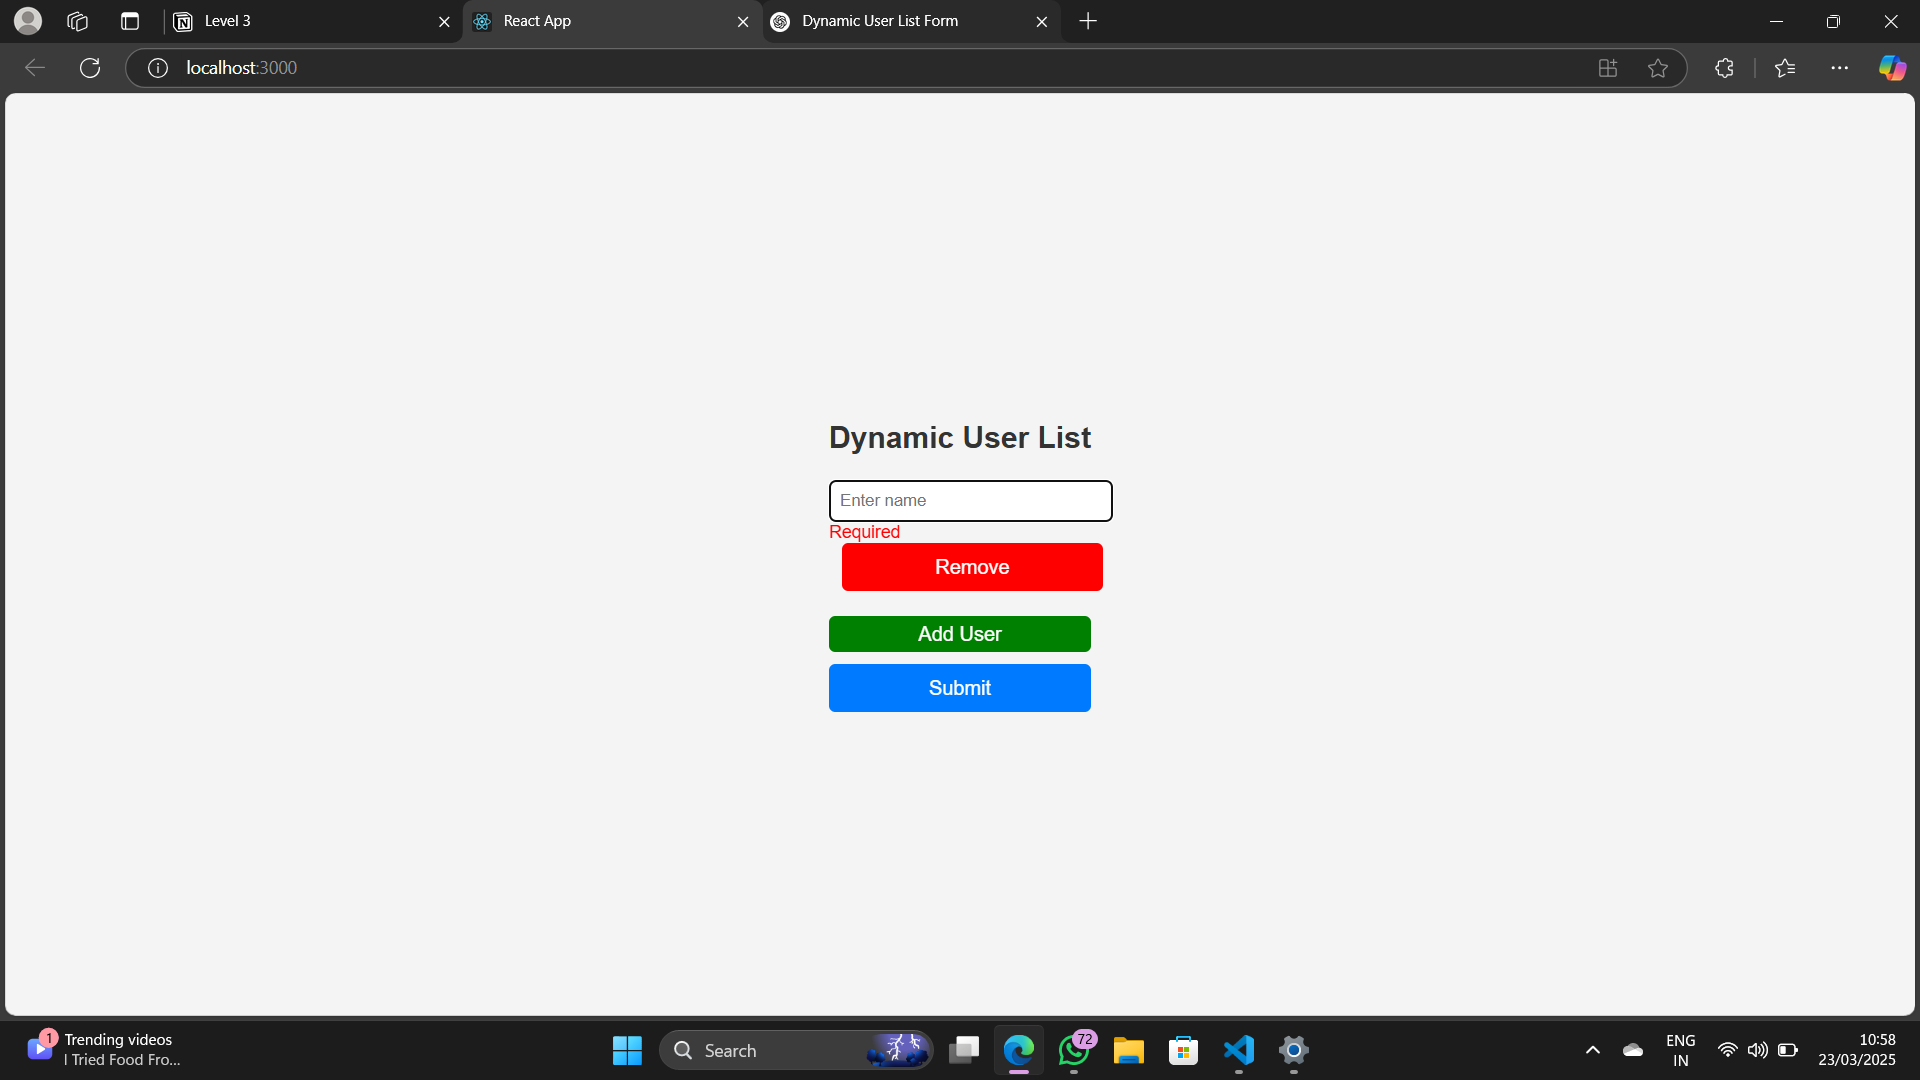 Level 3
React App
Dynamic User List Form
localhost:3000
Dynamic User List
Enter name
Required
Remove
Add User
Submit
1
Trending videos
I Tried Food Fro...
Search
72
ENG
IN
10:58
23/03/2025